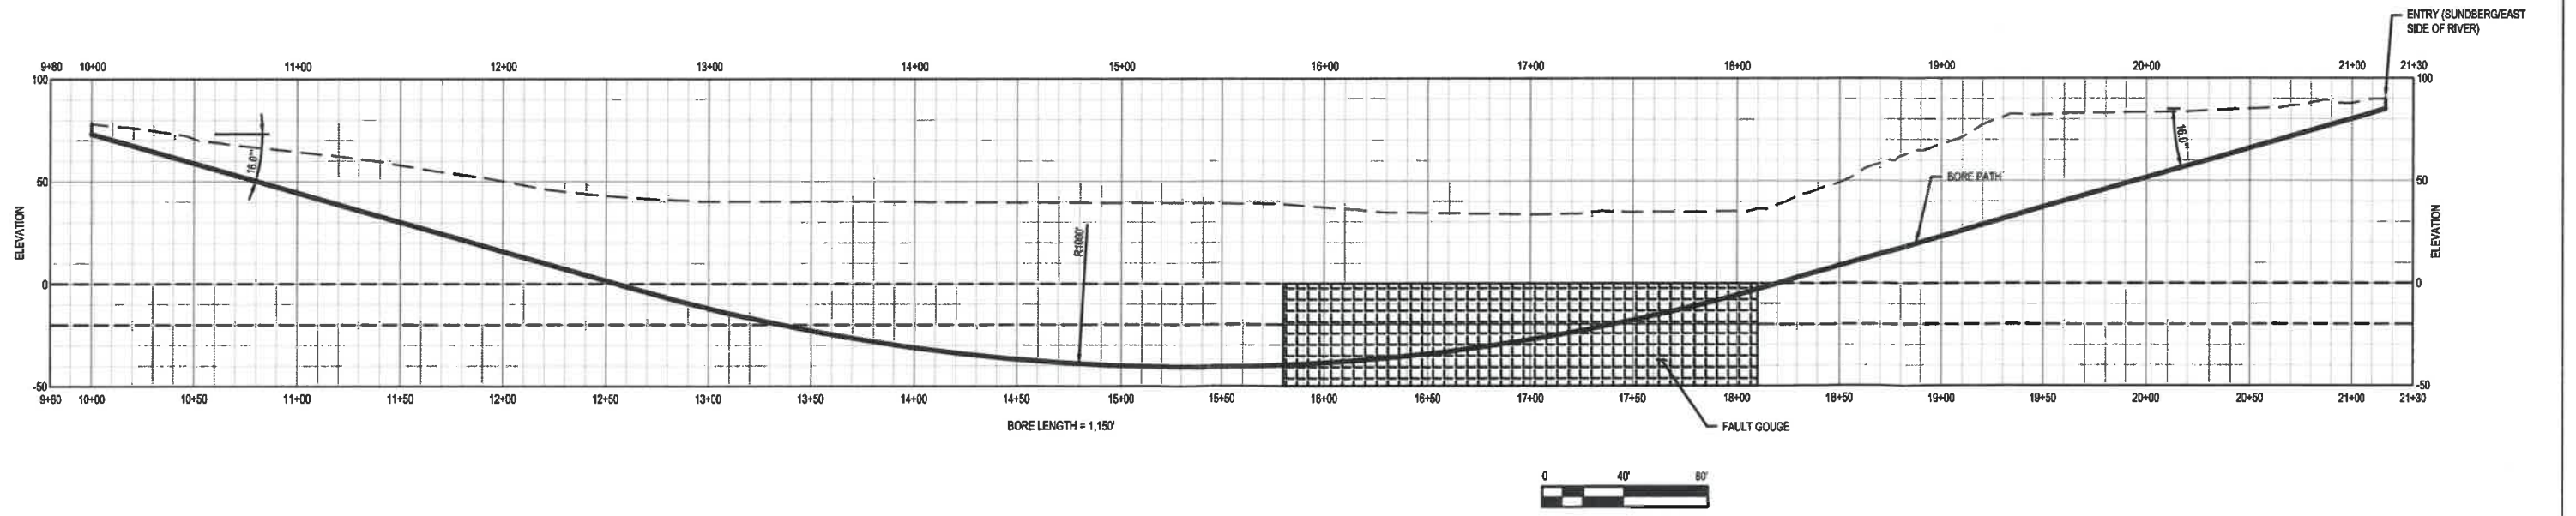 ENTRY (SUNDBERG/EAST
SIDE OF RIVER)
9+80 10+00 11+00 12+00 13+00 14+00 15+00 16+00 17+00 18+00 19+00 20+00 21+00 21+30
100 100
16.0°
16.0°
50 50
BORE PATH
ELEVATION
ELEVATION
R1000'
0 0
-50 -50
9+80 10+00 10+50 11+00 11+50 12+00 12+50 13+00 13+50 14+00 14+50 15+00 15+50 16+00 16+50 17+00 17+50 18+00 18+50 19+00 19+50 20+00 20+50 21+00 21+30
BORE LENGTH = 1,150'
FAULT GOUGE
0 40' 80'